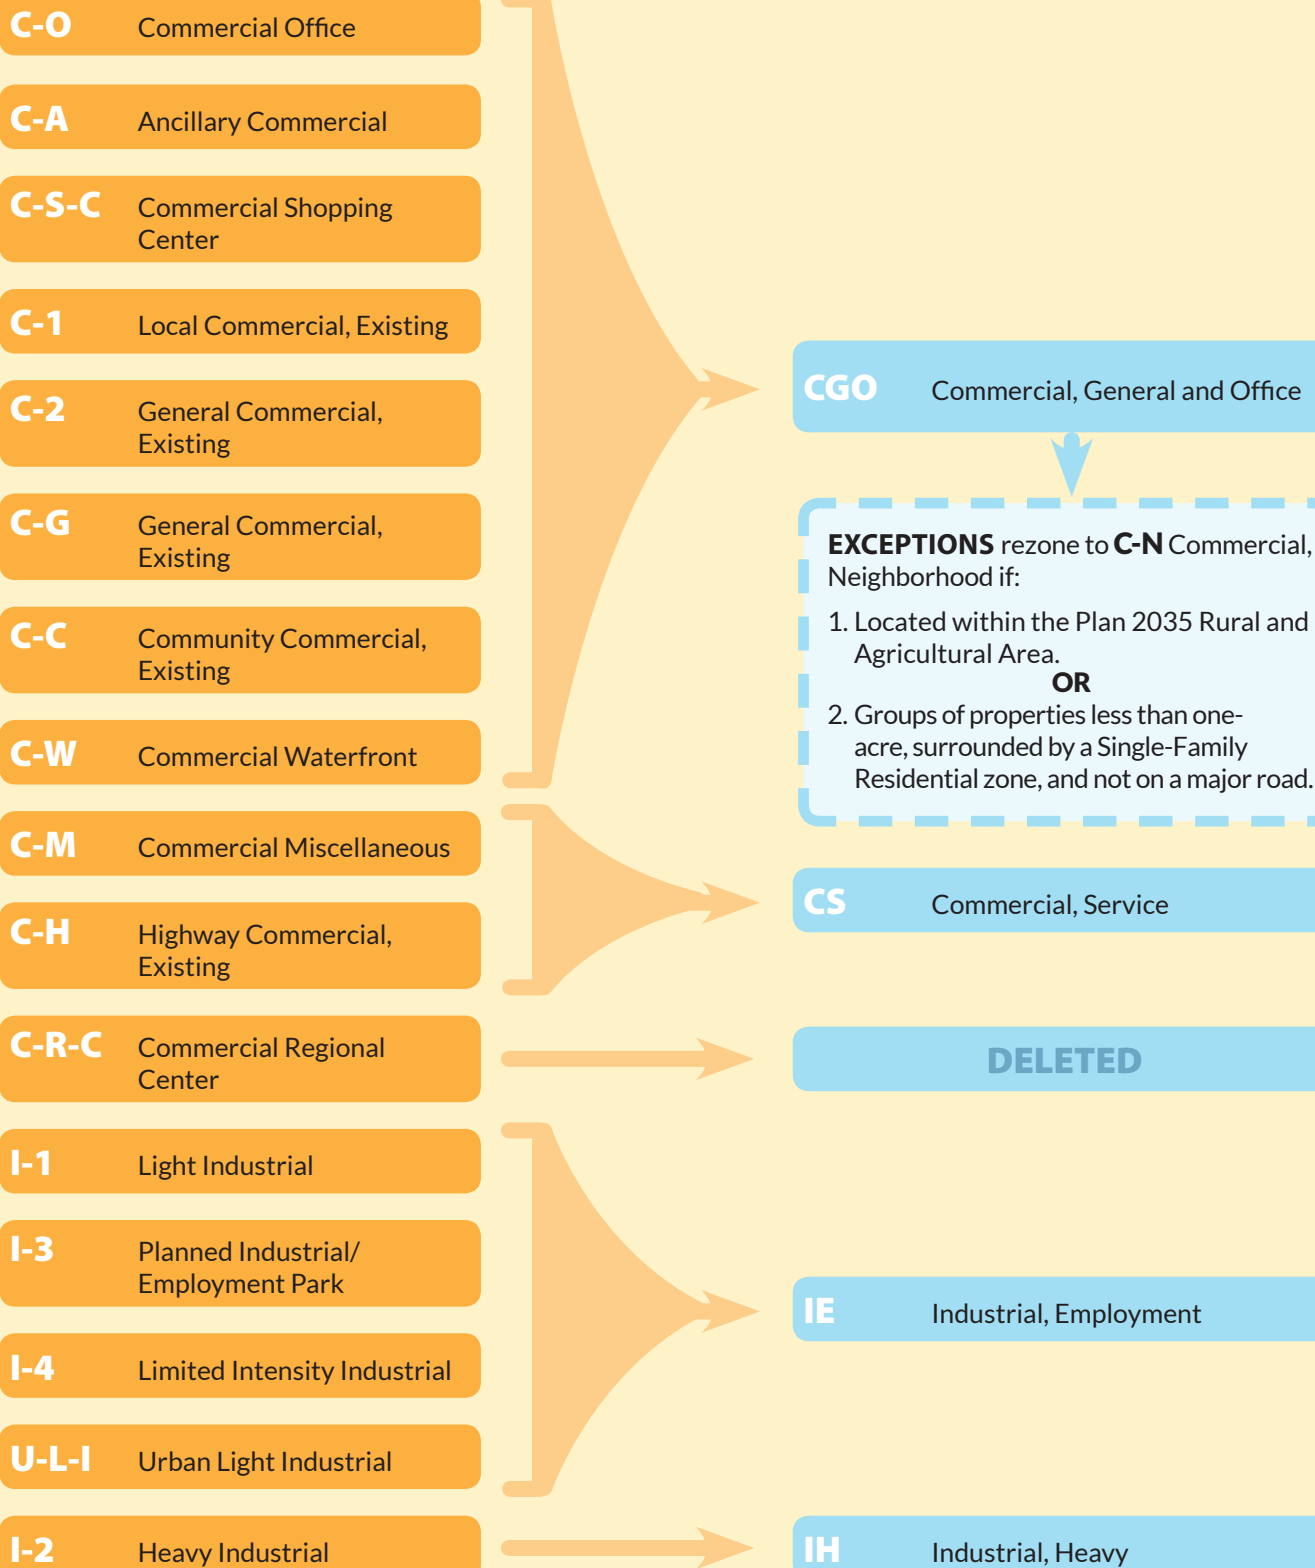 C-O Commercial Office
C-A Ancillary Commercial
C-S-C Commercial Shopping
Center
C-1 Local Commercial, Existing
C-2 General Commercial,
Existing
C-G General Commercial,
Existing
C-C Community Commercial,
Existing
C-W Commercial Waterfront
C-M Commercial Miscellaneous
C-H Highway Commercial,
Existing
C-R-C Commercial Regional
Center
I-1 Light Industrial
I-3 Planned Industrial/
Employment Park
I-4 Limited Intensity Industrial
U-L-I Urban Light Industrial
I-2 Heavy Industrial
CGO Commercial, General and Office
EXCEPTIONS rezone to C-N Commercial,
Neighborhood if:
1. Located within the Plan 2035 Rural and
Agricultural Area.
OR
2. Groups of properties less than one-
acre, surrounded by a Single-Family
Residential zone, and not on a major road.
CS Commercial, Service
DELETED
IE Industrial, Employment
IH Industrial, Heavy